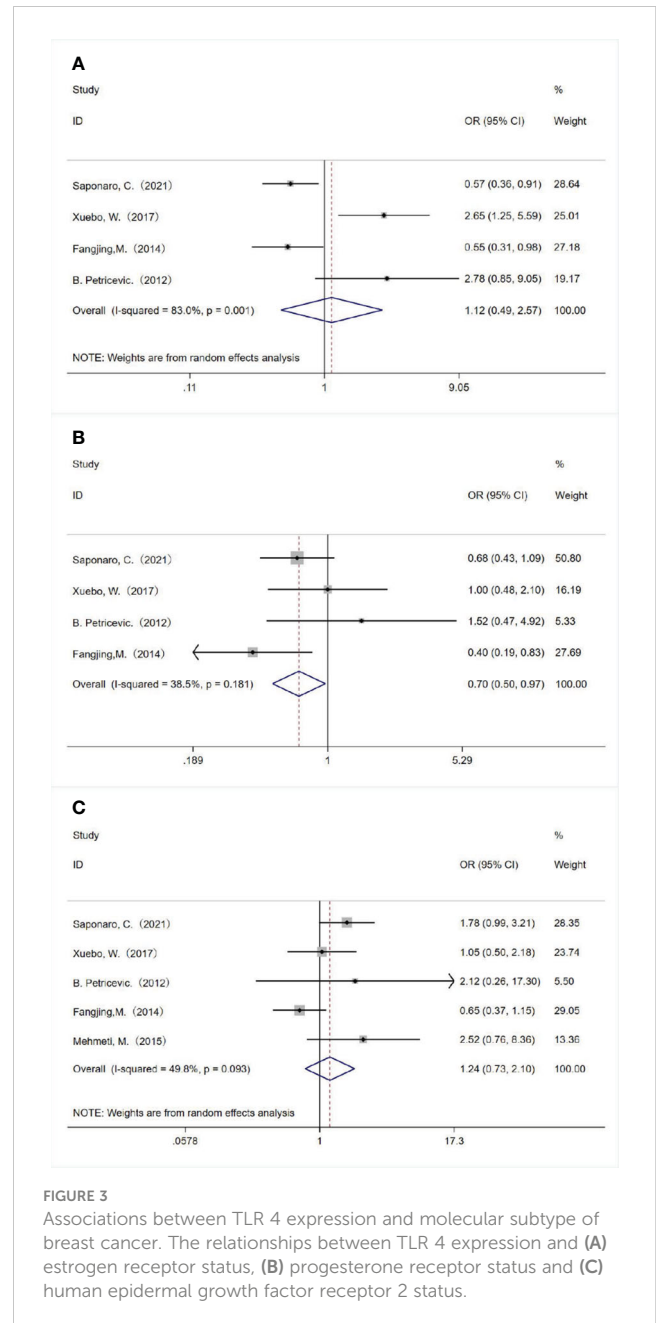 A
Study %
ID OR (95% CI) Weight
Saponaro, C. (2021) 0.57 (0.36, 0.91) 28.64
Xuebo, W. (2017) 2.65 (1.25, 5.59) 25.01
Fangjing,M. (2014) 0.55 (0.31, 0.98) 27.18
B. Petricevic. (2012) 2.78 (0.85, 9.05) 19.17
Overall (I-squared = 83.0%, p = 0.001) 1.12 (0.49, 2.57) 100.00
NOTE: Weights are from random effects analysis
.11 1 9.05
B
Study %
ID OR (95% CI) Weight
Saponaro, C. (2021) 0.68 (0.43, 1.09) 50.80
Xuebo, W. (2017) 1.00 (0.48, 2.10) 16.19
B. Petricevic. (2012) 1.52 (0.47, 4.92) 5.33
Fangjing,M. (2014) 0.40 (0.19, 0.83) 27.69
Overall (I-squared = 38.5%, p = 0.181) 0.70 (0.50, 0.97) 100.00
.189 1 5.29
C
Study %
ID OR (95% CI) Weight
Saponaro, C. (2021) 1.78 (0.99, 3.21) 28.35
Xuebo, W. (2017) 1.05 (0.50, 2.18) 23.74
B. Petricevic. (2012) 2.12 (0.26, 17.30) 5.50
Fangjing,M. (2014) 0.65 (0.37, 1.15) 29.05
Mehmeti, M. (2015) 2.52 (0.76, 8.36) 13.36
Overall (I-squared = 49.8%, p = 0.093) 1.24 (0.73, 2.10) 100.00
NOTE: Weights are from random effects analysis
.0578 1 17.3
FIGURE 3
Associations between TLR 4 expression and molecular subtype of
breast cancer. The relationships between TLR 4 expression and (A)
estrogen receptor status, (B) progesterone receptor status and (C)
human epidermal growth factor receptor 2 status.